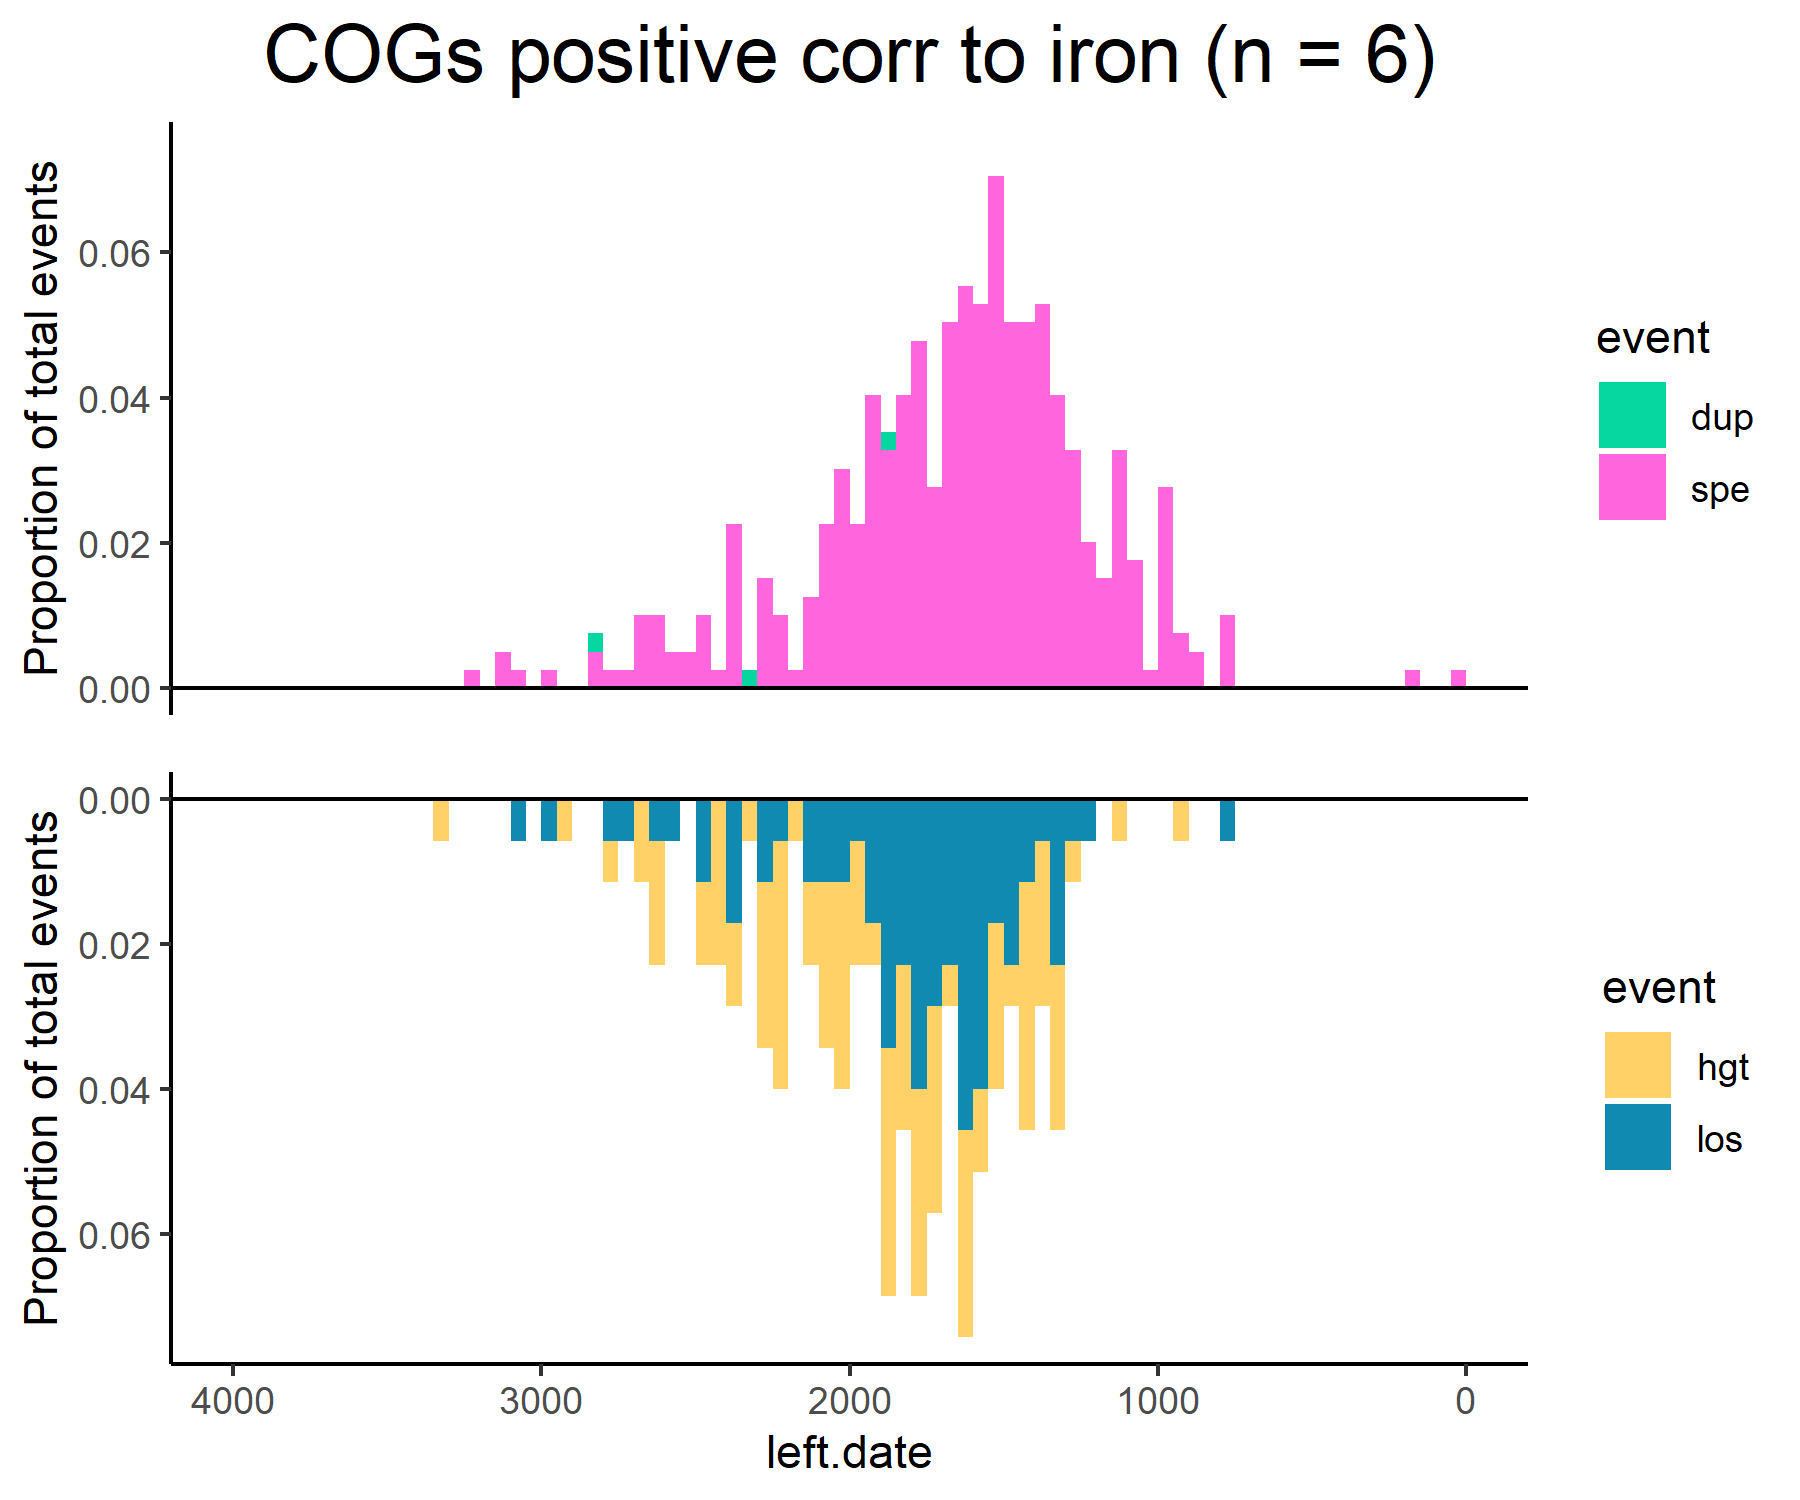 COGs positive corr to iron (n = 6)
Proportion of total events
0.06
0.04
0.02
0.00
event
dup
spe
Proportion of total events
0.00
0.02
0.04
0.06
event
hgt
los
4000 3000 2000 1000 0
left.date